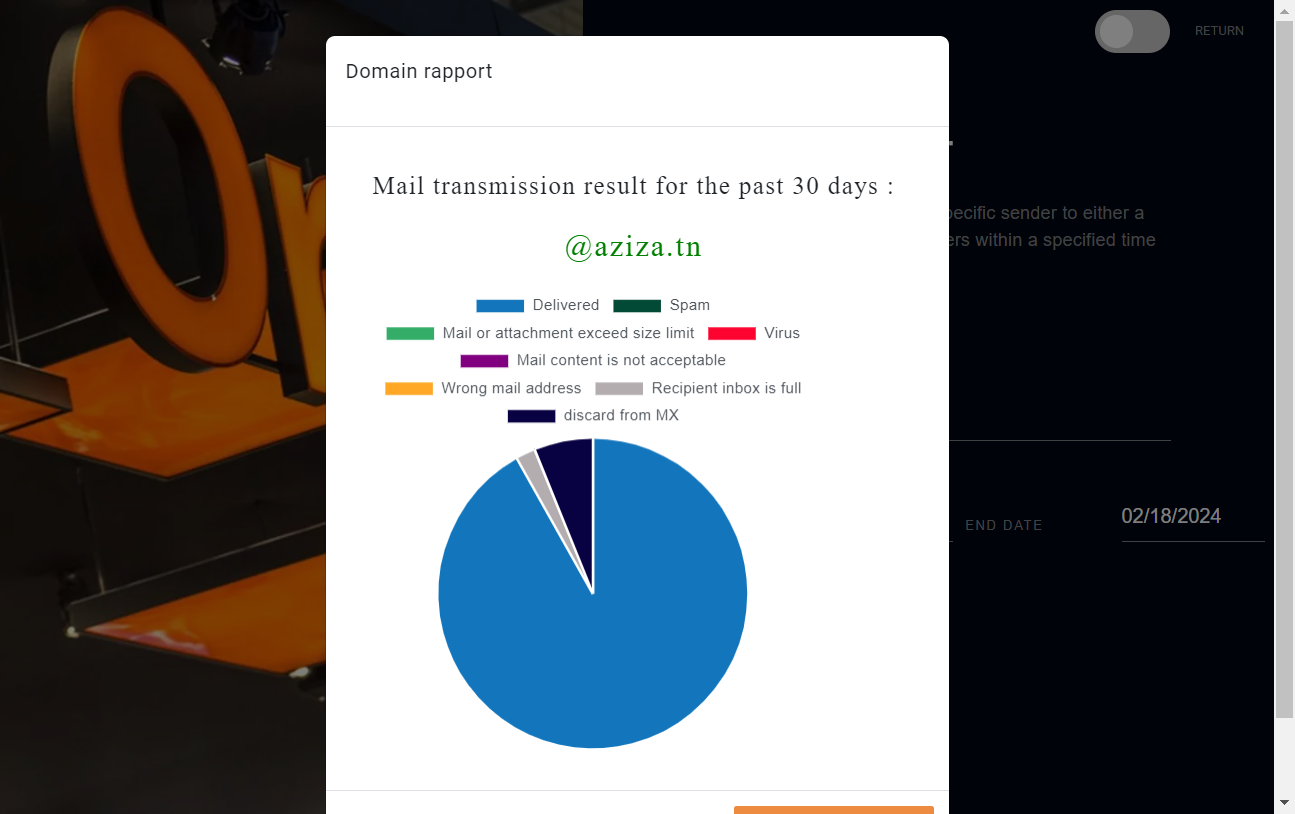 RETURN
Domain rapport
Mail transmission result for the past 30 days :
@aziza.tn
ecific sender to either a
ers within a specified time
Delivered Spam
Mail or attachment exceed size limit Virus
Mail content is not acceptable
Wrong mail address Recipient inbox is full
discard from MX
END DATE 02/18/2024